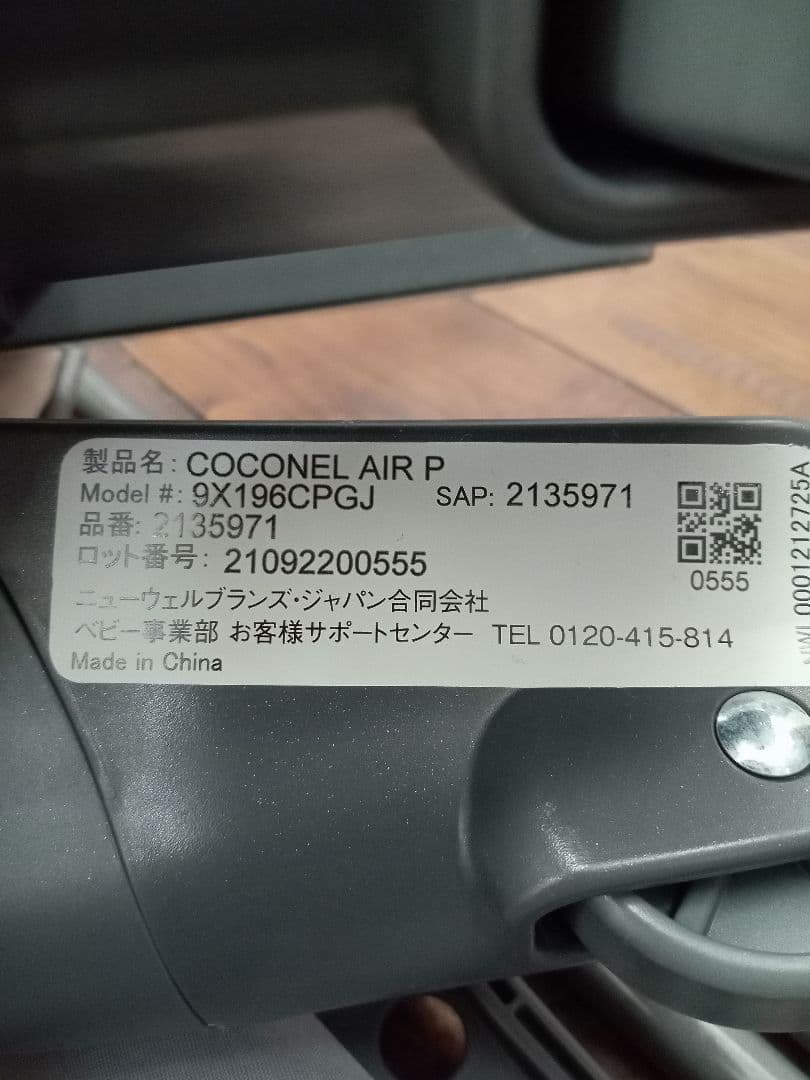 製品名: COCONEL AIR P
Model #: 9X196CPGJ SAP: 2135971
品番: 2135971
ロット番号: 21092200555
0555
ニューウェルブランズ・ジャパン合同会社
ベビー事業部 お客様サポートセンター TEL 0120-415-814
Made in China
0001212725A